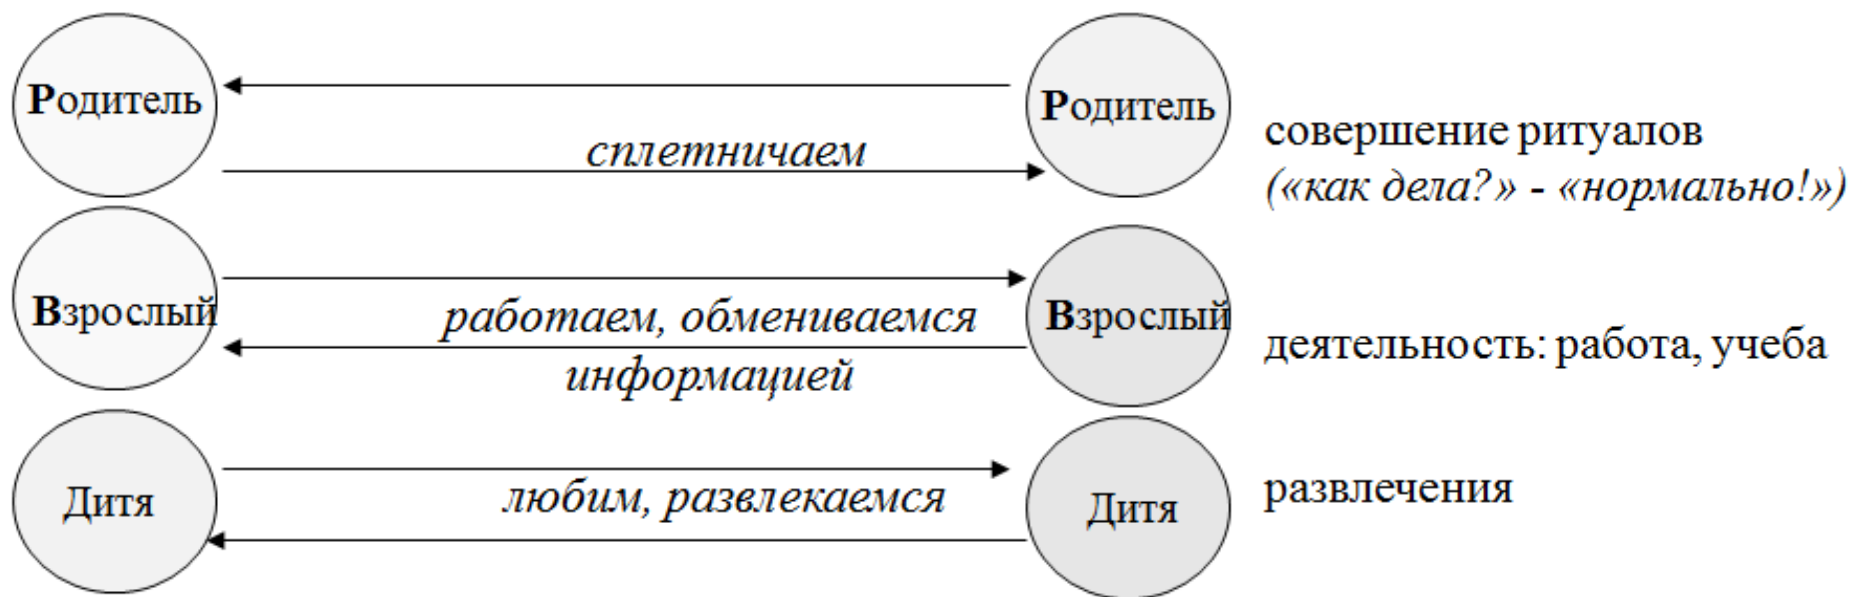 Родитель
Родитель
сплетничаем
совершение ритуалов
(«как дела?» - «нормально!»)
Взрослый
работаем, обмениваемся
информацией
Взрослый
деятельность: работа, учеба
Дитя
любим, развлекаемся
Дитя
развлечения